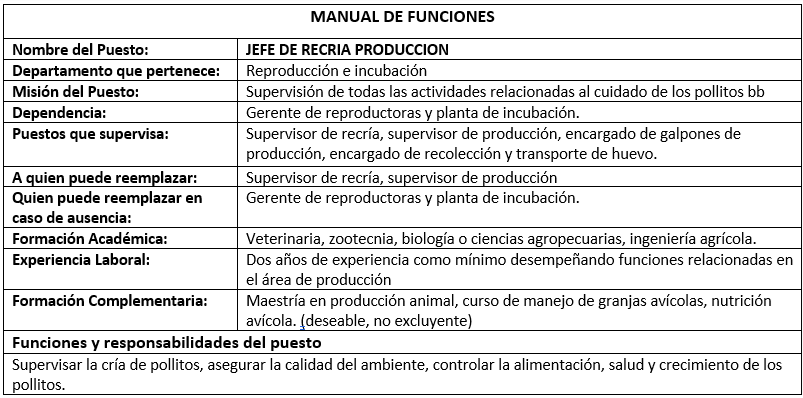 MANUAL DE FUNCIONES
Nombre del Puesto: JEFE DE RECRIA PRODUCCION
Departamento que pertenece: Reproducción e incubación
Misión del Puesto: Supervisión de todas las actividades relacionadas al cuidado de los pollitos bb
Dependencia: Gerente de reproductoras y planta de incubación.
Puestos que supervisa: Supervisor de recría, supervisor de producción, encargado de galpones de
producción, encargado de recolección y transporte de huevo.
A quien puede reemplazar: Supervisor de recría, supervisor de producción
Quien puede reemplazar en
caso de ausencia:
Gerente de reproductoras y planta de incubación.
Formación Académica: Veterinaria, zootecnia, biología o ciencias agropecuarias, ingeniería agrícola.
Experiencia Laboral: Dos años de experiencia como mínimo desempeñando funciones relacionadas en
el área de producción
Formación Complementaria: Maestría en producción animal, curso de manejo de granjas avícolas, nutrición
avícola. (deseable, no excluyente)
Funciones y responsabilidades del puesto
Supervisar la cría de pollitos, asegurar la calidad del ambiente, controlar la alimentación, salud y crecimiento de los
pollitos.